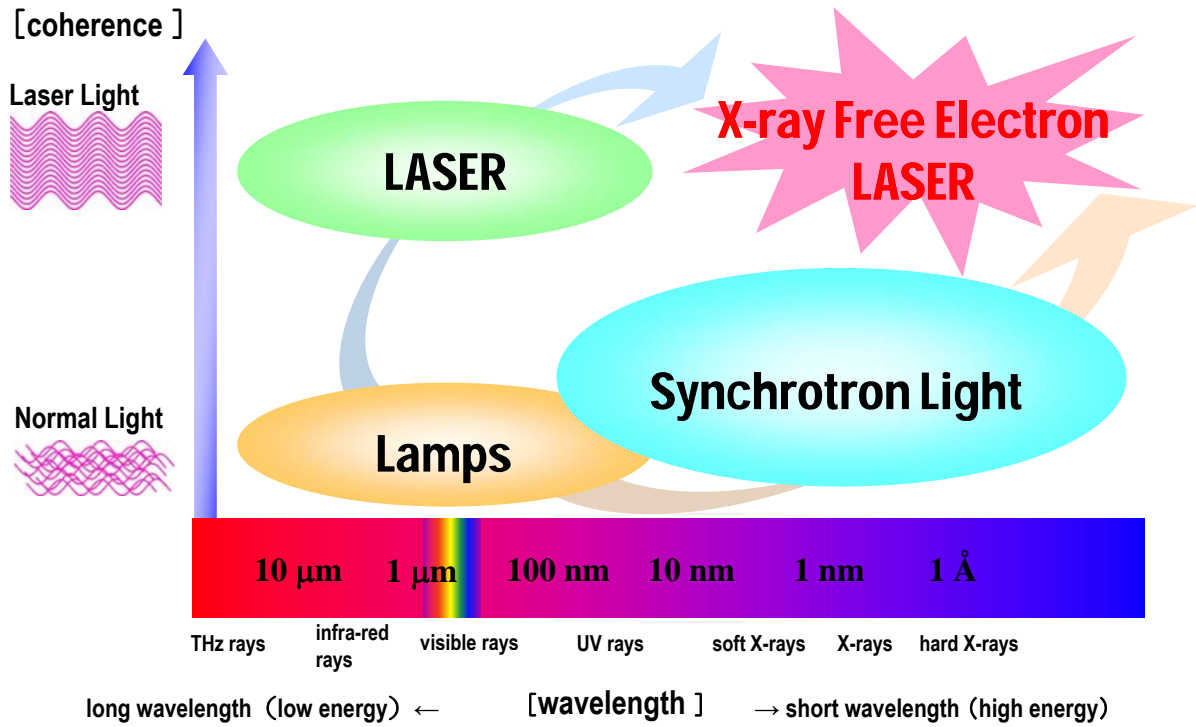 [coherence ]
Laser Light
LASER
X-ray Free Electron
LASER
Normal Light
Lamps
Synchrotron Light
10 μm 1 μm 100 nm 10 nm 1 nm 1 Å
THz rays infra-red rays visible rays UV rays soft X-rays X-rays hard X-rays
long wavelength (low energy) ← [wavelength ] → short wavelength (high energy)